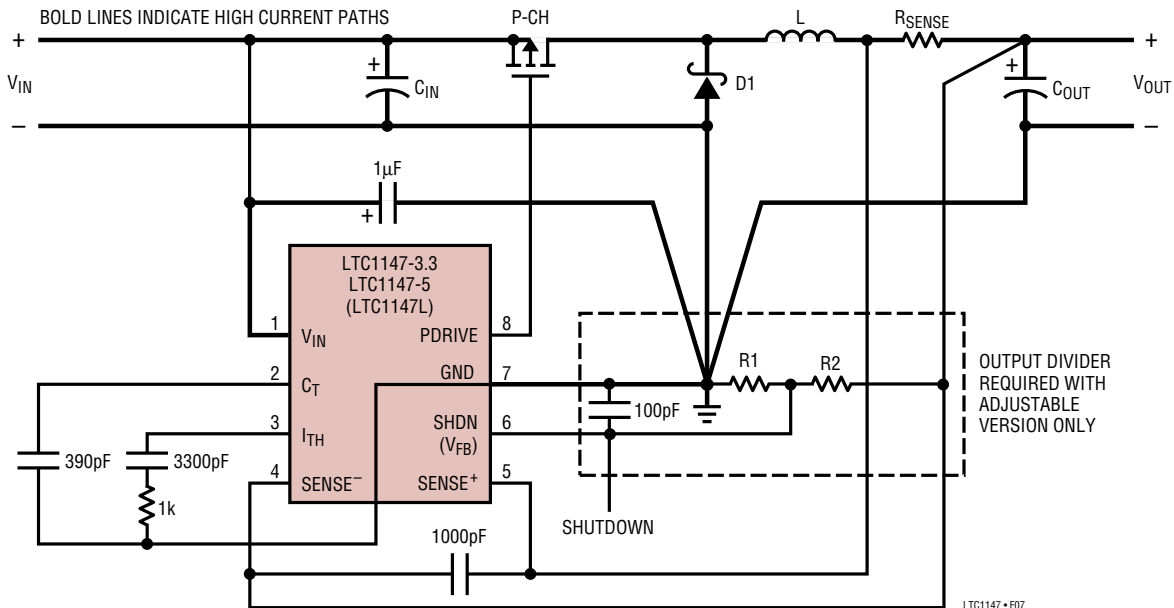 BOLD LINES INDICATE HIGH CURRENT PATHS
P-CH
L
RSENSE
+
+
VIN
–
+
CIN
D1
+
COUT
VOUT
–
1µF
+
LTC1147-3.3
LTC1147-5
(LTC1147L)
1
VIN
PDRIVE
8
2
CT
GND
7
3
ITH
SHDN
(VFB)
6
4
SENSE–
SENSE+
5
390pF
3300pF
1k
1000pF
100pF
R1
R2
SHUTDOWN
OUTPUT DIVIDER
REQUIRED WITH
ADJUSTABLE
VERSION ONLY
LTC1147 • F07